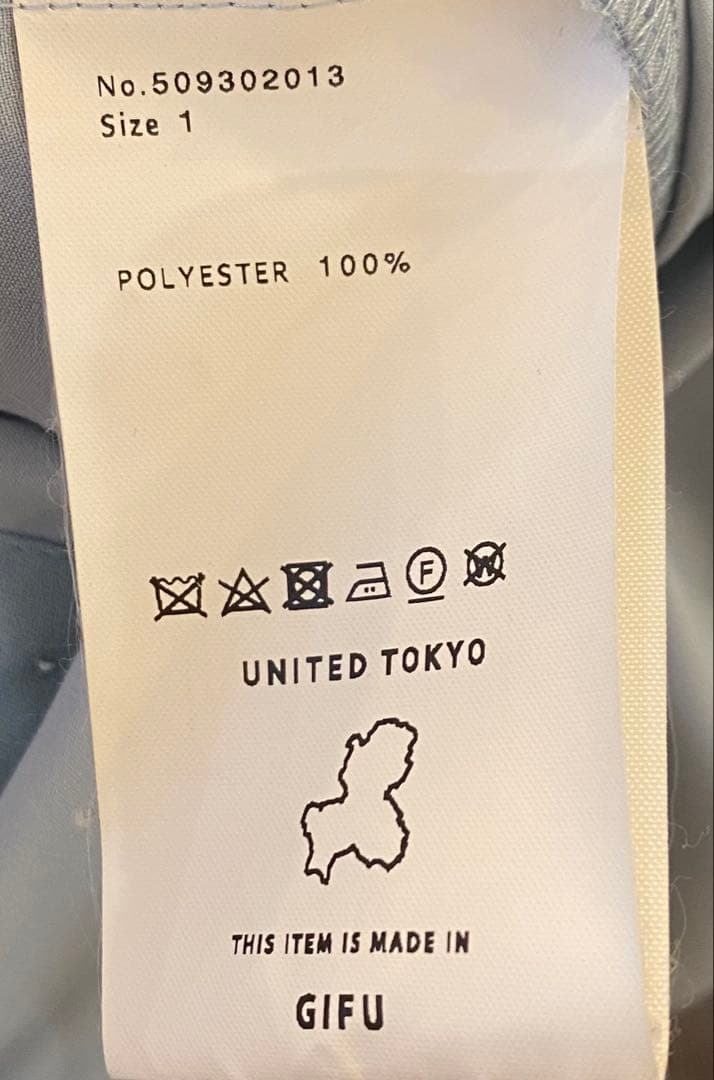 No.509302013
Size 1
POLYESTER 100%
F W
UNITED TOKYO
THIS ITEM IS MADE IN
GIFU